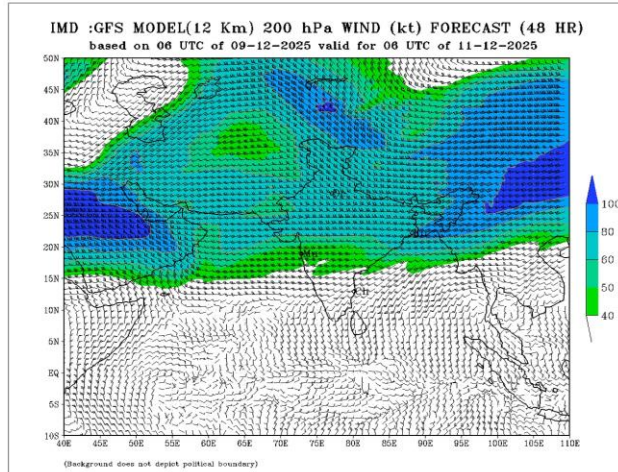 IMD :GFS MODEL(12 Km) 200 hPa WIND (kt) FORECAST (48 HR)
based on 06 UTC of 09-12-2025 valid for 06 UTC of 11-12-2025
50N
45N
40N
35N
30N
25N
20N
15N
10N
5N
EQ
5S
10S
40E 45E 50E 55E 60E 65E 70E 75E 80E 85E 90E 95E 100E 105E 110E
100
80
60
50
40
(Background does not depict political boundary)